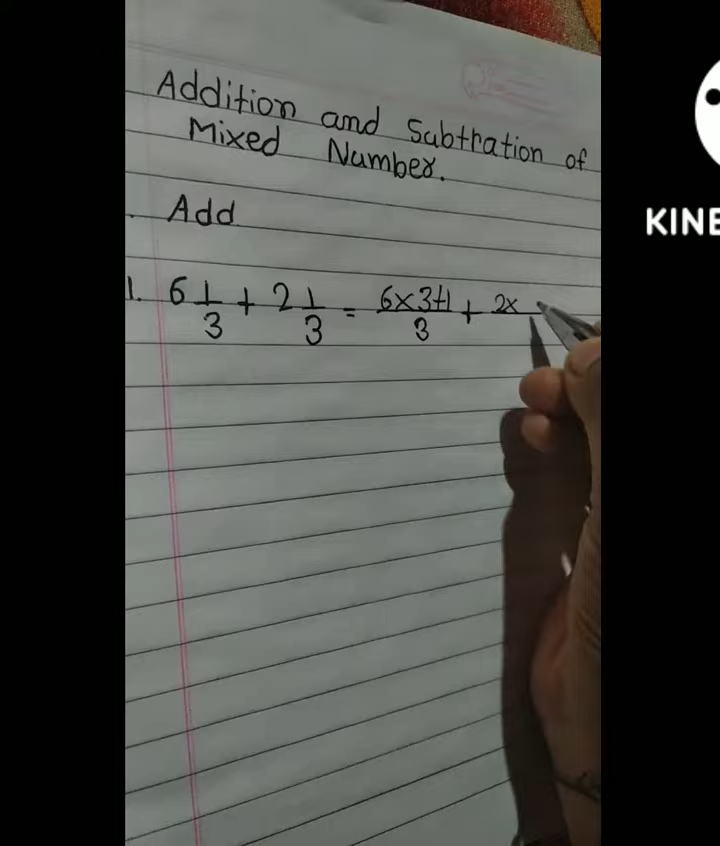 Addition and Subtration of
Mixed Number.
Add
1. 6 1/3 + 2 1/3 = 6×3+1/3 + 2×
KINE